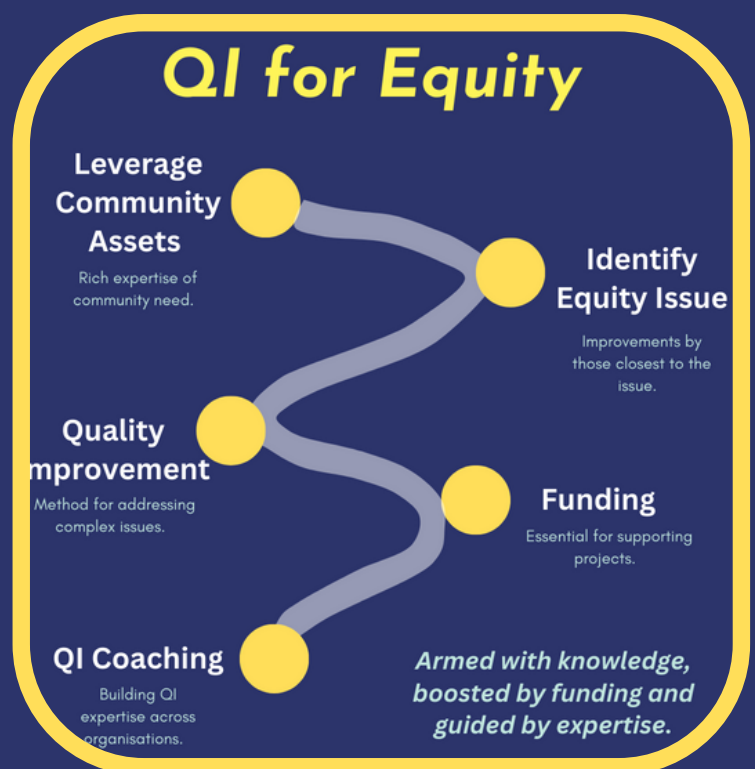 QI for Equity
Leverage
Community
Assets
Rich expertise of
community need.
Identify
Equity Issue
Improvements by
those closest to the
issue.
Quality
mprovement
Method for addressing
complex issues.
Funding
Essential for supporting
projects.
QI Coaching
Building QI
expertise across
organisations.
Armed with knowledge,
boosted by funding and
guided by expertise.